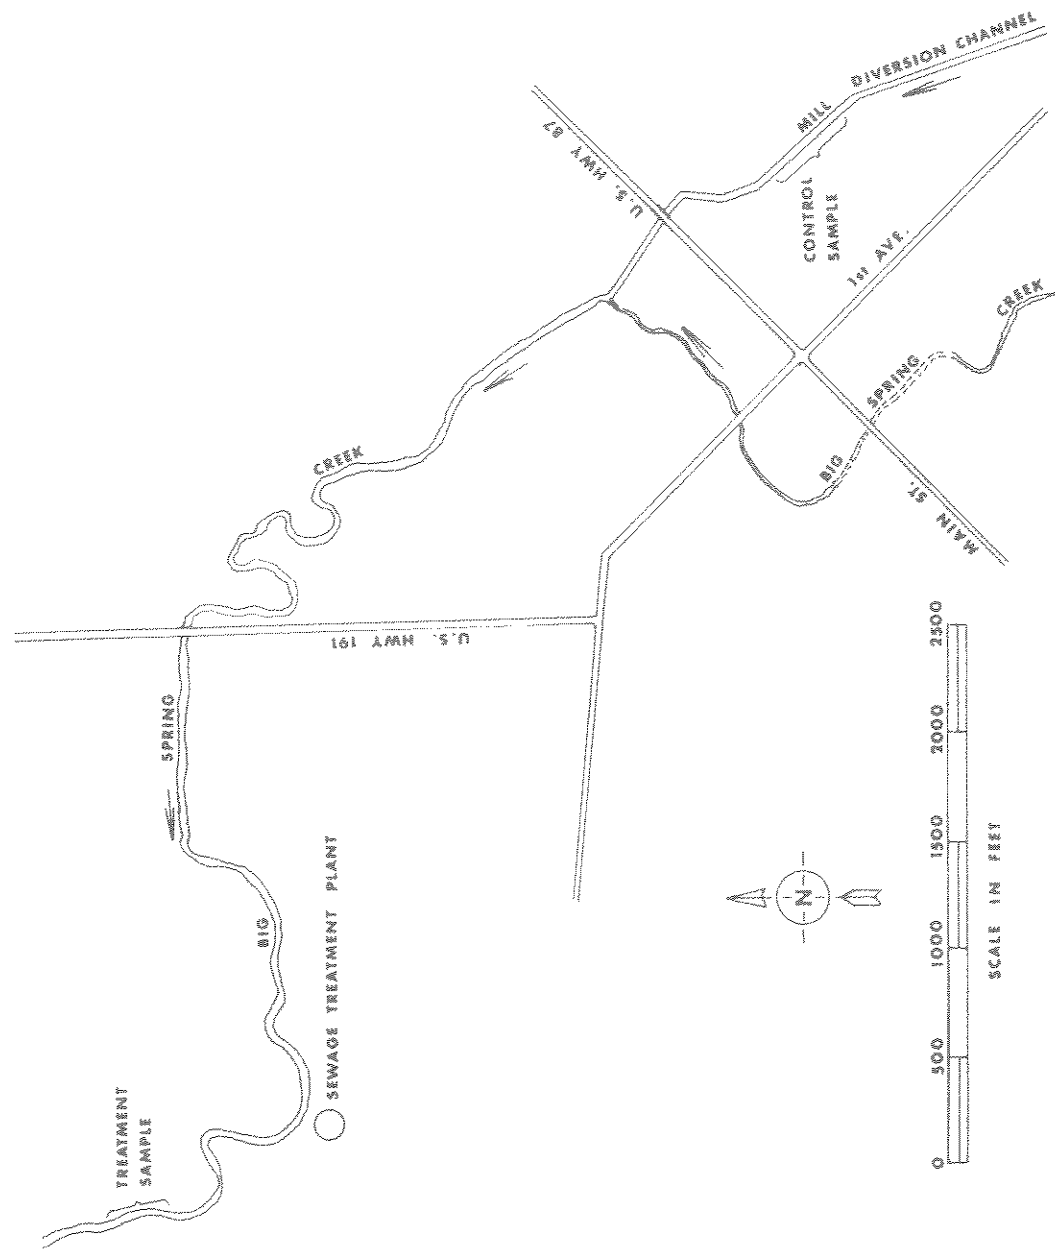 DIVERSION CHANNEL
MILL
U.S. HWY 87
CONTROL
SAMPLE
1st AVE.
CREEK
SPRING
BIG
MAIN ST.
CREEK
U.S. HWY 191
SPRING
BIG
SEWAGE TREATMENT PLANT
TREATMENT
SAMPLE
N
0 500 1000 1500 2000 2500
SCALE IN FEET